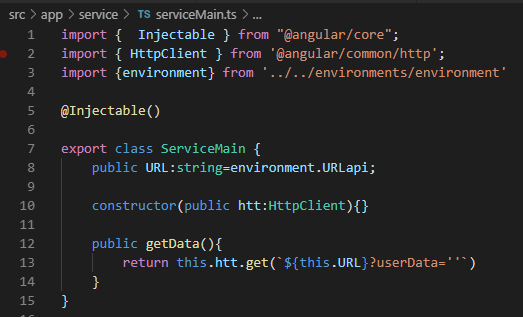 src > app > service > TS serviceMain.ts > ...
1 import {  Injectable } from "@angular/core";
2 import { HttpClient } from '@angular/common/http';
3 import {environment} from '../../environments/environment'
4
5 @Injectable()
6
7 export class ServiceMain {
8     public URL:string=environment.URLapi;
9
10     constructor(public htt:HttpClient){}
11
12     public getData(){
13         return this.htt.get(`${this.URL}?userData=''`)
14     }
15 }